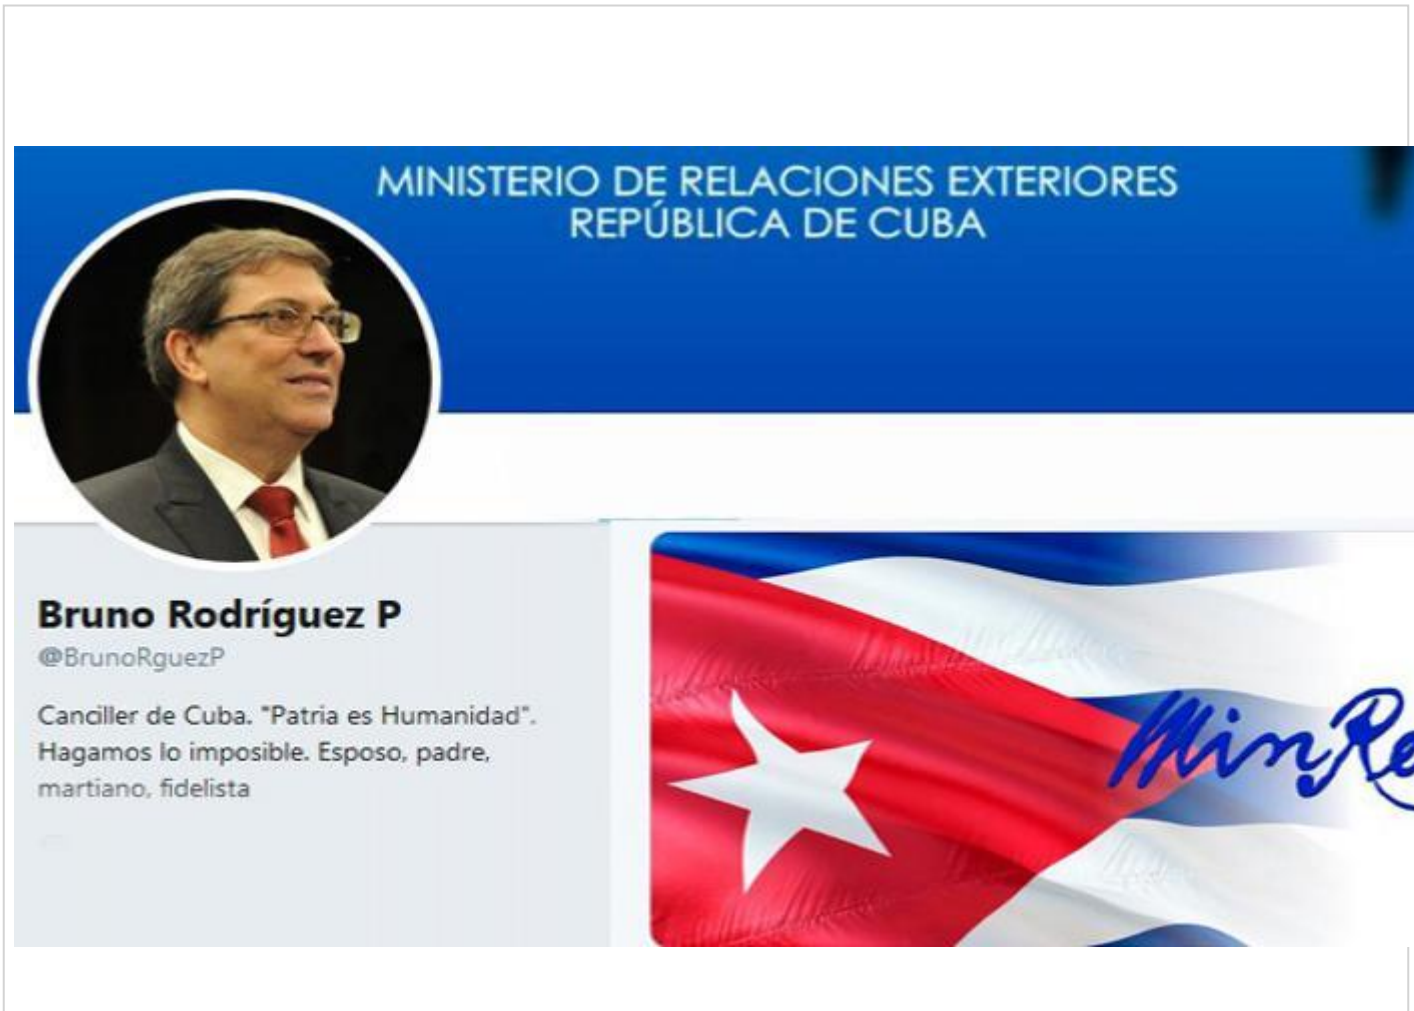 MINISTERIO DE RELACIONES EXTERIORES
REPÚBLICA DE CUBA
Bruno Rodríguez P
@BrunoRguezP
Canciller de Cuba. "Patria es Humanidad".
Hagamos lo imposible. Esposo, padre,
martiano, fidelista
MinRe